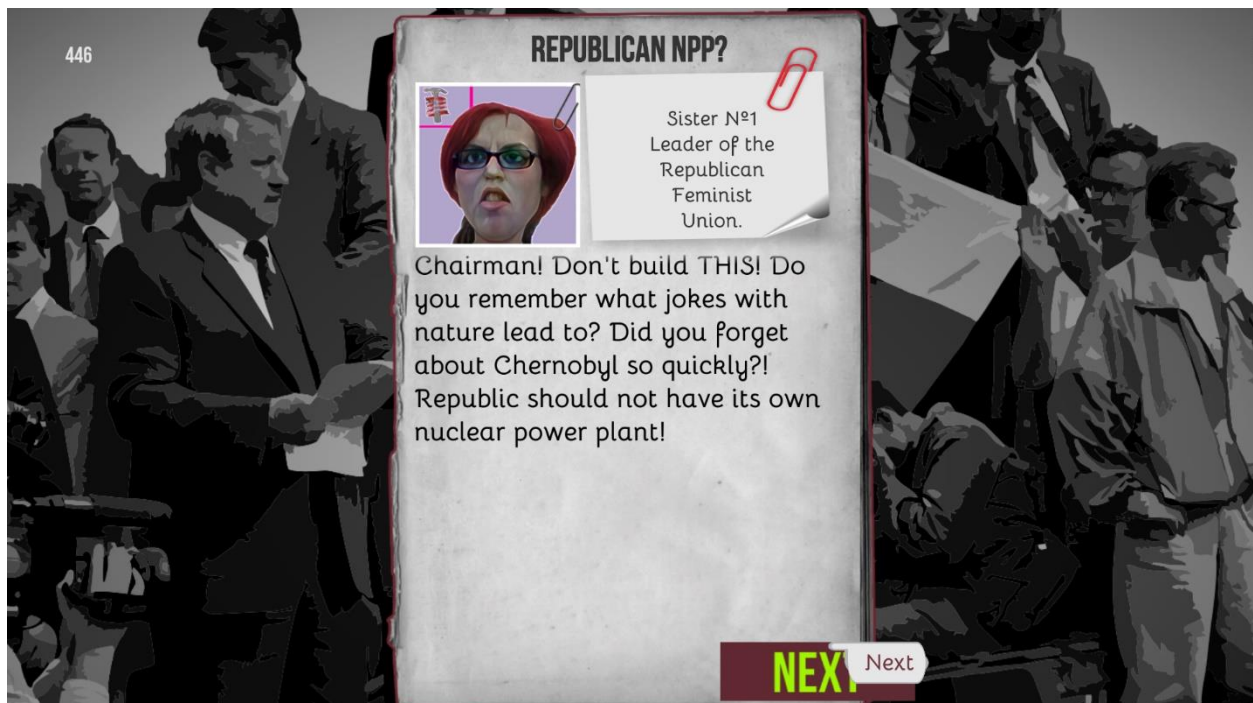 446
REPUBLICAN NPP?
Sister Nº1
Leader of the
Republican
Feminist
Union.
Chairman! Don't build THIS! Do
you remember what jokes with
nature lead to? Did you forget
about Chernobyl so quickly?!
Republic should not have its own
nuclear power plant!
NEXT
Next